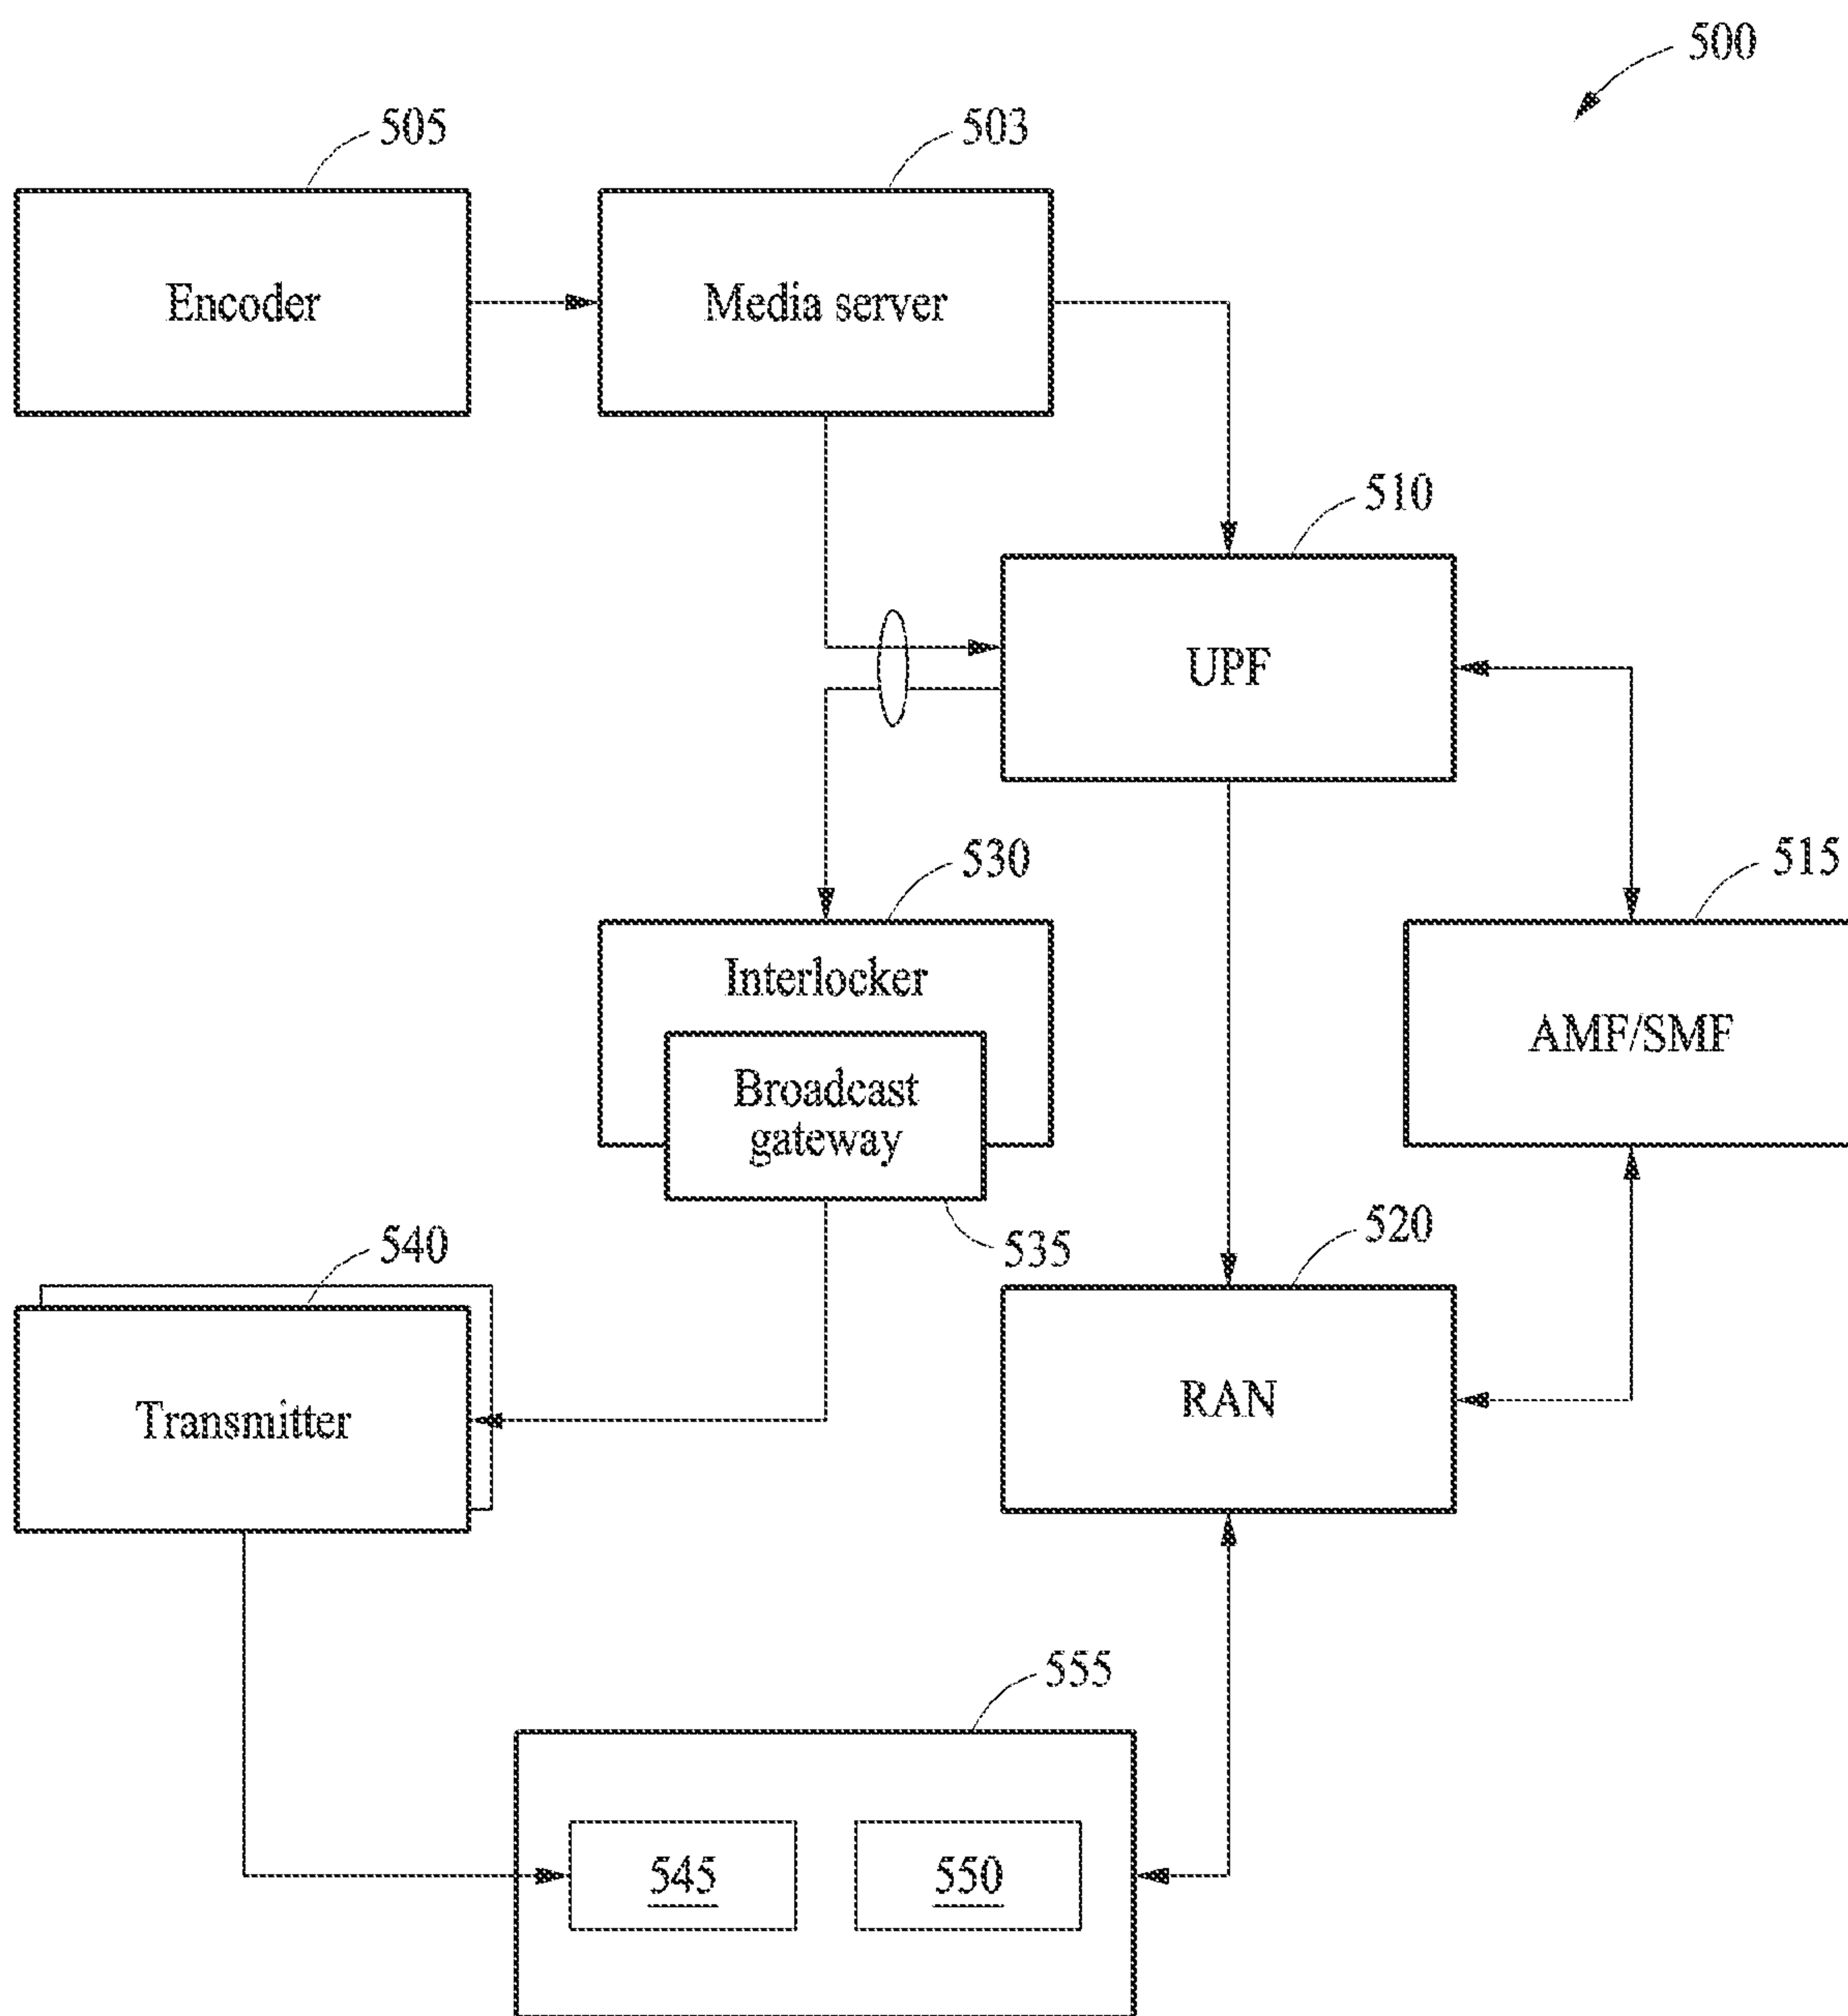 500
505
503
Encoder
Media server
510
UPF
530
515
Interlocker
AMF/SMF
Broadcast
gateway
540
535
520
Transmitter
RAN
555
545
550